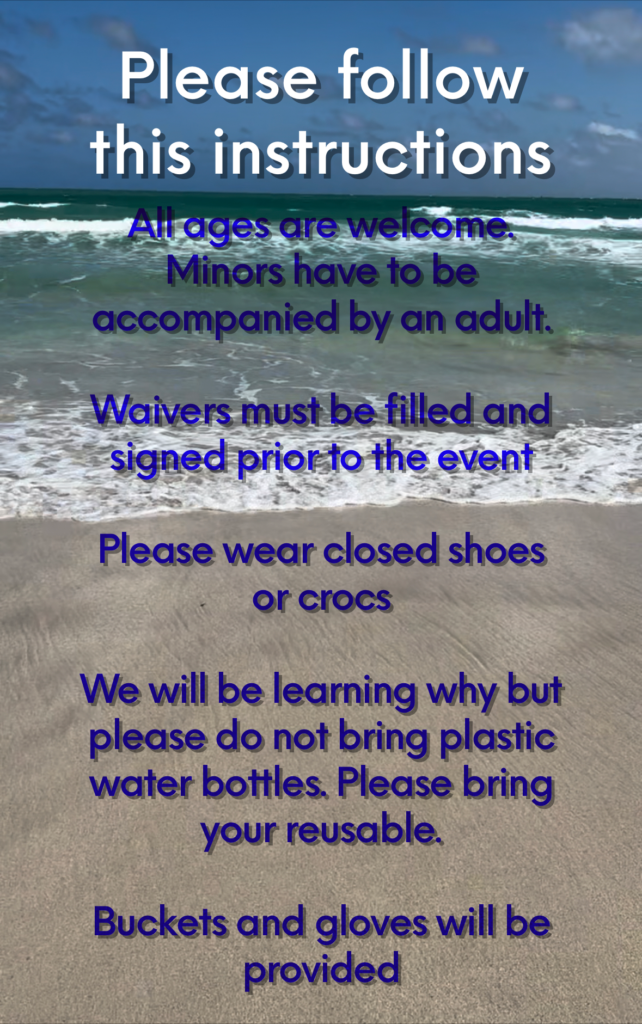 Please follow
this instructions
All ages are welcome.
Minors have to be
accompanied by an adult.
Waivers must be filled and
signed prior to the event
Please wear closed shoes
or crocs
We will be learning why but
please do not bring plastic
water bottles. Please bring
your reusable.
Buckets and gloves will be
provided